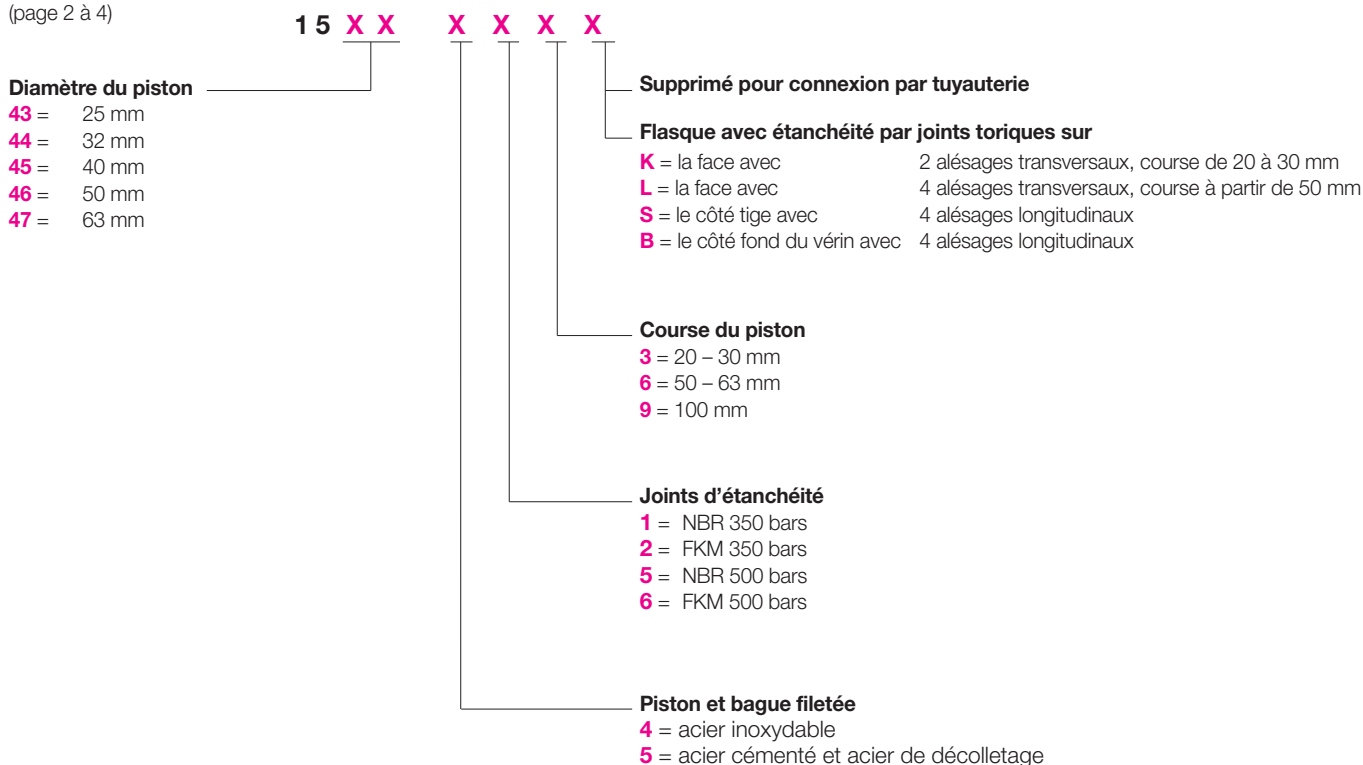 (page 2 à 4)
15 X X X X X X
Diamètre du piston
43 = 25 mm
44 = 32 mm
45 = 40 mm
46 = 50 mm
47 = 63 mm
Supprimé pour connexion par tuyauterie
Flasque avec étanchéité par joints toriques sur
K = la face avec 2 alésages transversaux, course de 20 à 30 mm
L = la face avec 4 alésages transversaux, course à partir de 50 mm
S = le côté tige avec 4 alésages longitudinaux
B = le côté fond du vérin avec 4 alésages longitudinaux
Course du piston
3 = 20 – 30 mm
6 = 50 – 63 mm
9 = 100 mm
Joints d’étanchéité
1 = NBR 350 bars
2 = FKM 350 bars
5 = NBR 500 bars
6 = FKM 500 bars
Piston et bague filetée
4 = acier inoxydable
5 = acier cémenté et acier de décolletage